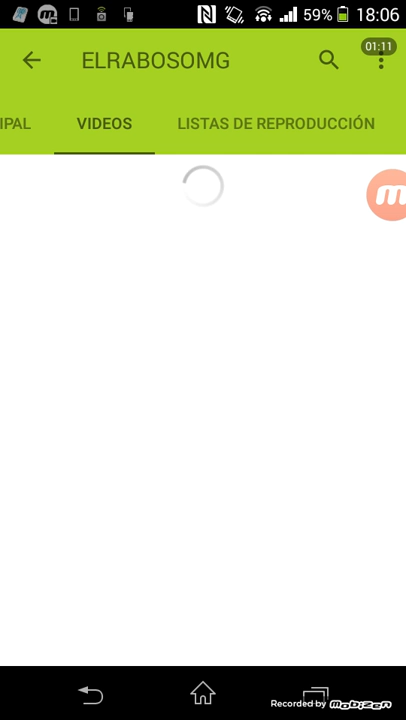 59% 18:06
ELRABOSOMG
01:11
IPAL VIDEOS LISTAS DE REPRODUCCIÓN
m
Recorded by mobizen